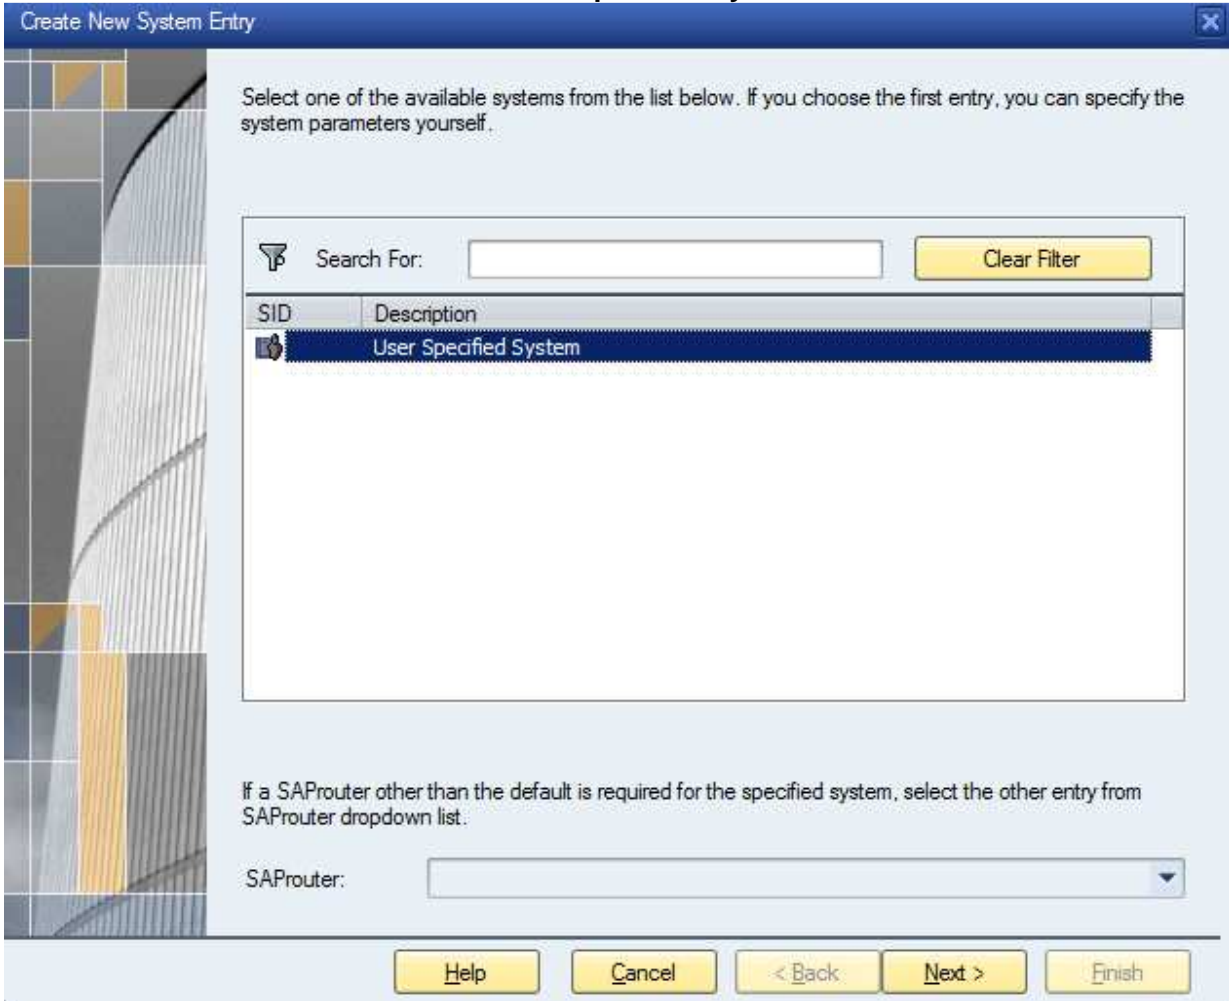 Create New System Entry
Select one of the available systems from the list below. If you choose the first entry, you can specify the
system parameters yourself.
Search For:
Clear Filter
SID Description
User Specified System
If a SAProuter other than the default is required for the specified system, select the other entry from
SAProuter dropdown list.
SAProuter:
Help Cancel < Back Next > Finish